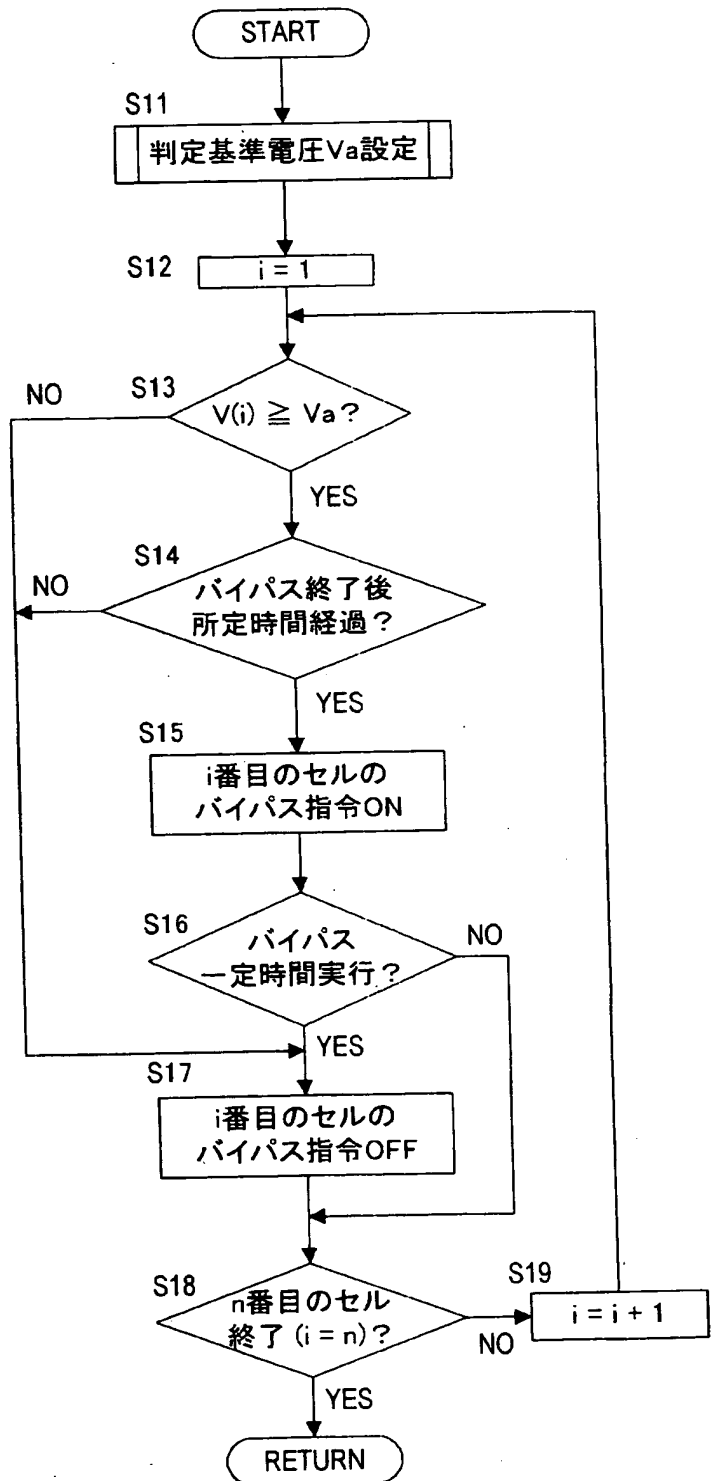 START
S11
判定基準電圧Va設定
S12
i = 1
S13
NO
V(i) ≧ Va？
YES
S14
NO
バイパス終了後
所定時間経過？
YES
S15
i番目のセルの
バイパス指令ON
S16
NO
バイパス
一定時間実行？
YES
S17
i番目のセルの
バイパス指令OFF
S18
n番目のセル
終了 (i = n)？
S19
i = i + 1
NO
YES
RETURN